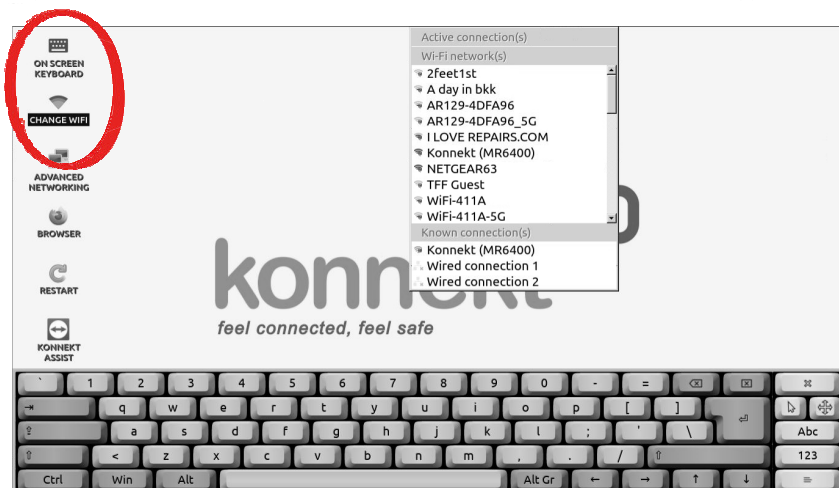 ON SCREEN
KEYBOARD
CHANGE WIFI
ADVANCED
NETWORKING
BROWSER
RESTART
KONNEKT
ASSIST
Active connection(s)
Wi-Fi network(s)
2feet1st
A day in bkk
AR129-4DFA96
AR129-4DFA96_5G
I LOVE REPAIRS.COM
Konnekt (MR6400)
NETGEAR63
TFF Guest
WiFi-411A
WiFi-411A-5G
Known connection(s)
Konnekt (MR6400)
Wired connection 1
Wired connection 2
konnekt
feel connected, feel safe
` 1 2 3 4 5 6 7 8 9 0 - =
q w e r t y u i o p [ ]
a s d f g h j k l ; ' \ Abc
< z x c v b n m , . / 123
Ctrl Win Alt Alt Gr ← → ↑ ↓